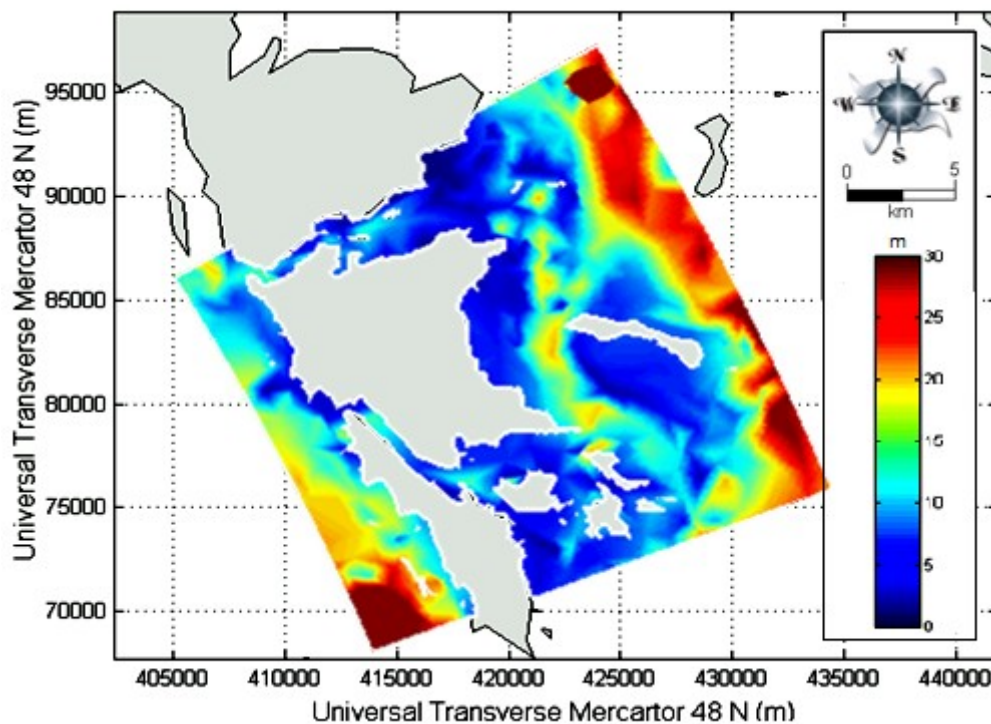 Universal Transverse Mercartor 48 N (m)
95000
90000
85000
80000
75000
70000
405000 410000 415000 420000 425000 430000 435000 440000
Universal Transverse Mercartor 48 N (m)
N
W E
S
0 5
km
m
30
25
20
15
10
5
0